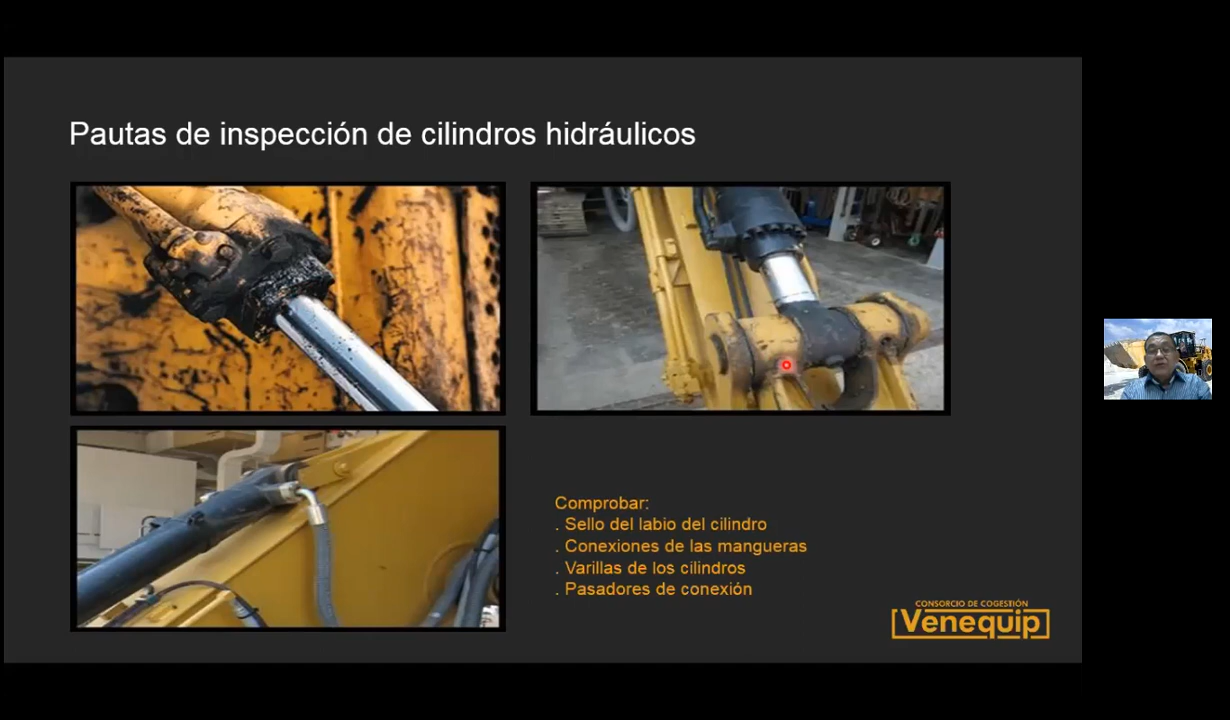 Pautas de inspección de cilindros hidráulicos
Comprobar:
. Sello del labio del cilindro
. Conexiones de las mangueras
. Varillas de los cilindros
. Pasadores de conexión
CONSORCIO DE COGESTIÓN
Venequip